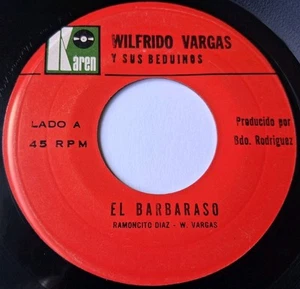 Karen
WILFRIDO VARGAS
Y SUS BEDUINOS
LADO A
45 RPM
Producido por
Bdo. Rodriguez
EL BARBARASO
RAMONCITO DIAZ - W. VARGAS